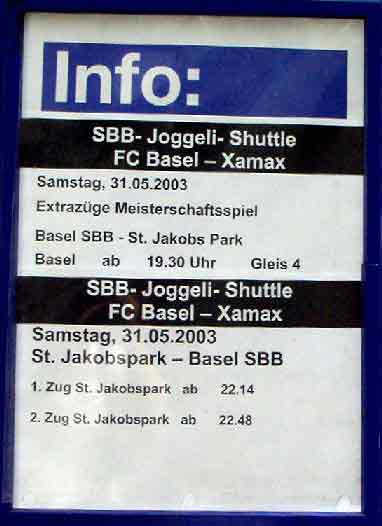 Info:
SBB- Joggeli- Shuttle
FC Basel – Xamax
Samstag, 31.05.2003
Extrazüge Meisterschaftsspiel
Basel SBB - St. Jakobs Park
Basel ab 19.30 Uhr Gleis 4
SBB- Joggeli- Shuttle
FC Basel – Xamax
Samstag, 31.05.2003
St. Jakobspark – Basel SBB
1. Zug St. Jakobspark ab 22.14
2. Zug St. Jakobspark ab 22.48